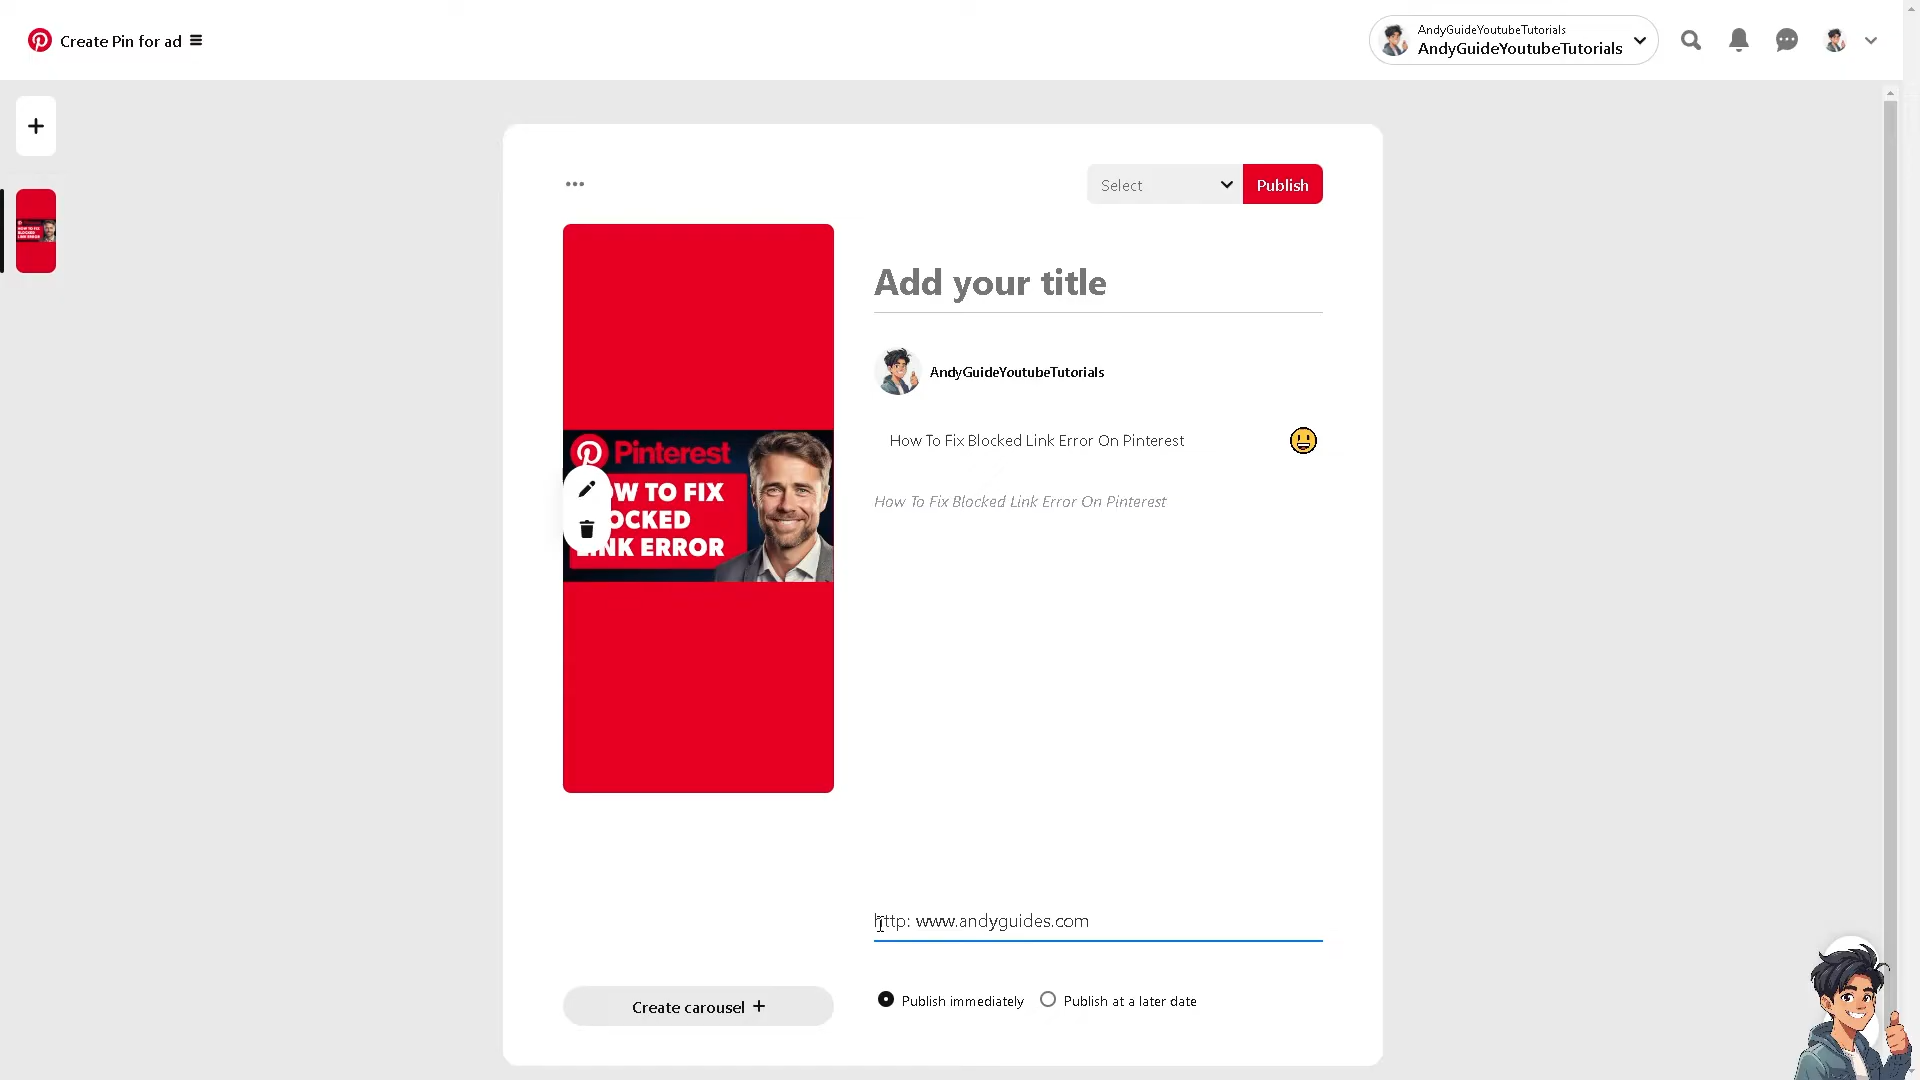 Create Pin for ad
AndyGuideYoutubeTutorials
AndyGuideYoutubeTutorials
Select
Publish
Add your title
AndyGuideYoutubeTutorials
How To Fix Blocked Link Error On Pinterest
How To Fix Blocked Link Error On Pinterest
Pinterest
OW TO FIX
OCKED
LINK ERROR
http: www.andyguides.com
Create carousel +
Publish immediately
Publish at a later date